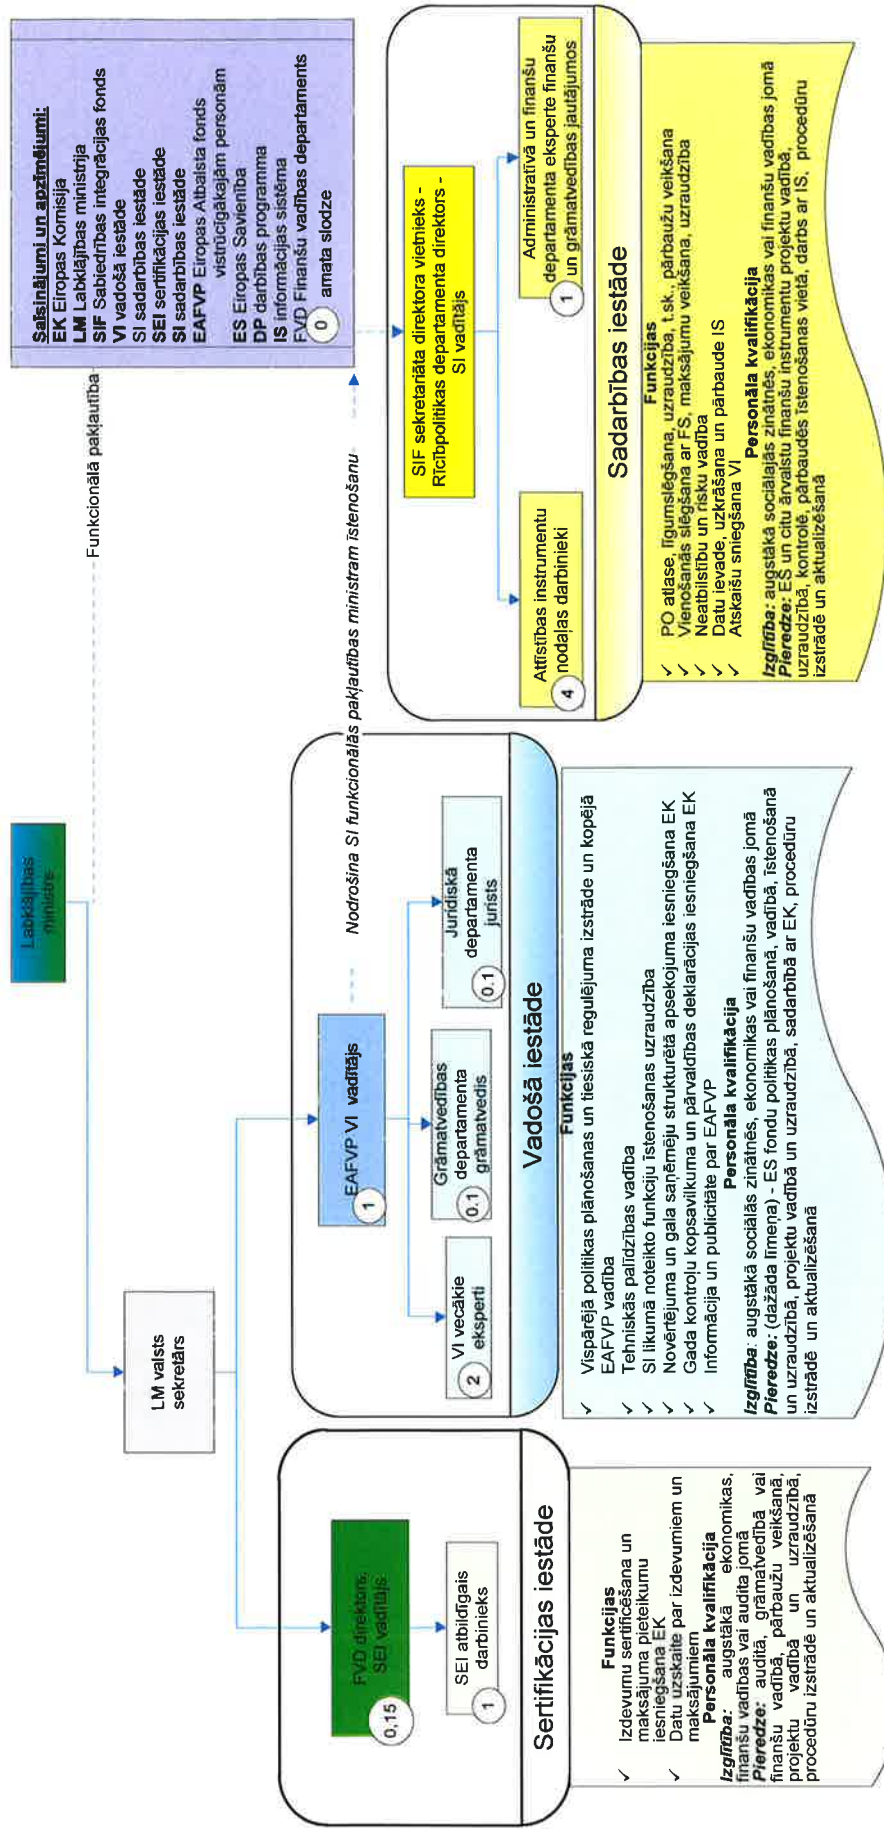 Labklājības
ministre
Funkcionālā pakļautība
Saīsinājumi un apzīmējumi:
EK Eiropas Komisija
LM Labklājības ministrija
SIF Sabiedrības integrācijas fonds
VI vadošā iestāde
SI sadarbības iestāde
SEI sertifikācijas iestāde
SI sadarbības iestāde
EAFVP Eiropas Atbalsta fonds
vistrūcīgākajām personām
ES Eiropas Savienība
DP darbības programma
IS informācijas sistēma
FVD Finanšu vadības departaments
0 amata slodze
LM valsts
sekretārs
FVD direktors,
SEI vadītājs
0,15
SEI atbildīgais
darbinieks
1
Sertifikācijas iestāde
Funkcijas
✓ Izdevumu sertificēšana un
maksājuma pieteikumu
iesniegšana EK
✓ Datu uzskaite par izdevumiem un
maksājumiem
Personāla kvalifikācija
Izglītība: augstākā ekonomikas,
finanšu vadības vai audita jomā
Pieredze: auditā, grāmatvedībā vai
finanšu vadībā, pārbaužu veikšanā,
projektu vadībā un uzraudzībā,
procedūru izstrādē un aktualizēšanā
EAFVP VI vadītājs
1
Nodrošina SI funkcionālās pakļautības ministram īstenošanu
VI vecākie
eksperti
2
Grāmatvedības
departamenta
grāmatvedis
0.1
Juridiskā
departamenta
jurists
0.1
Vadošā iestāde
Funkcijas
✓ Vispārējā politikas plānošanas un tiesiskā regulējuma izstrāde un kopējā
EAFVP vadība
✓ Tehniskās palīdzības vadība
✓ SI likumā noteikto funkciju īstenošanas uzraudzība
✓ Novērtējuma un gala saņēmēju strukturētā apsekojuma iesniegšana EK
✓ Gada kontroļu kopsavilkuma un pārvaldības deklarācijas iesniegšana EK
✓ Informācija un publicitāte par EAFVP
Personāla kvalifikācija
Izglītība: augstākā sociālās zinātnēs, ekonomikas vai finanšu vadības jomā
Pieredze: (dažāda līmeņa) - ES fondu politikas plānošanā, vadībā, īstenošanā
un uzraudzībā, projektu vadībā un uzraudzībā, sadarbībā ar EK, procedūru
izstrādē un aktualizēšanā
SIF sekretariāta direktora vietnieks -
Rīcībpolitikas departamenta direktors -
SI vadītājs
Attīstības instrumentu
nodaļas darbinieki
4
Administratīvā un finanšu
departamenta eksperte finanšu
un grāmatvedības jautājumos
1
Sadarbības iestāde
Funkcijas
✓ PO atlase, līgumslēgšana, uzraudzība, t.sk., pārbaužu veikšana
✓ Vienošanās slēgšana ar FS, maksājumu veikšana, uzraudzība
✓ Neatbilstību un risku vadība
✓ Datu ievade, uzkrāšana un pārbaude IS
✓ Atskaišu sniegšana VI
Personāla kvalifikācija
Izglītība: augstākā sociālajās zinātnēs, ekonomikas vai finanšu vadības jomā
Pieredze: ES un citu ārvalstu finanšu instrumentu projektu vadībā,
uzraudzībā, kontrolē, pārbaudēs īstenošanas vietā, darbs ar IS, procedūru
izstrādē un aktualizēšanā